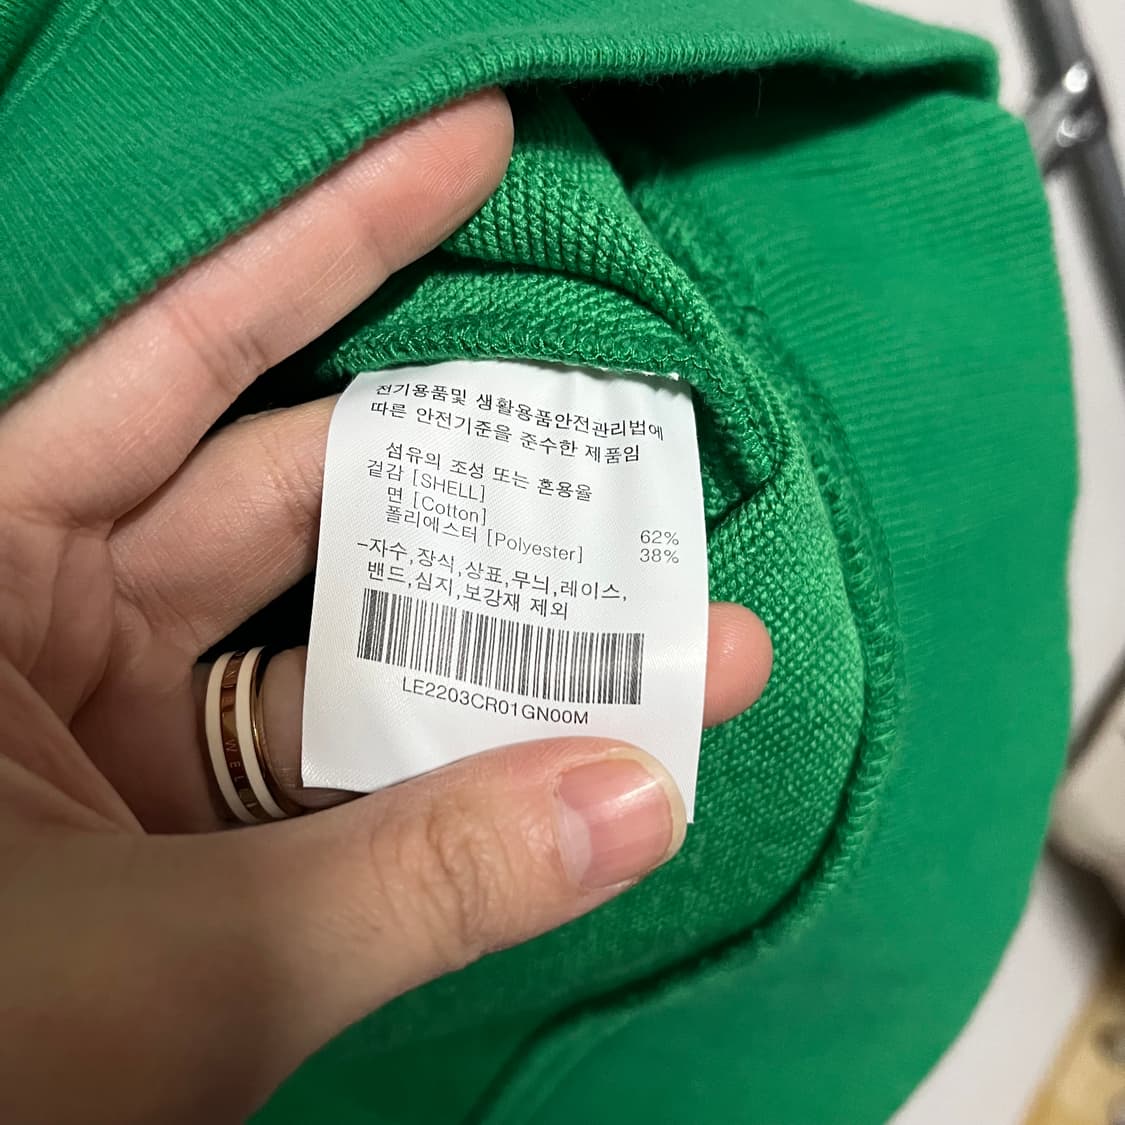 전기용품및 생활용품안전관리법에
따른 안전기준을 준수한 제품임
섬유의 조성 또는 혼용율
겉감 [SHELL]
면 [Cotton] 62%
폴리에스터 [Polyester] 38%
-자수,장식,상표,무늬,레이스,
밴드,심지,보강재 제외
LE2203CR01GN00M